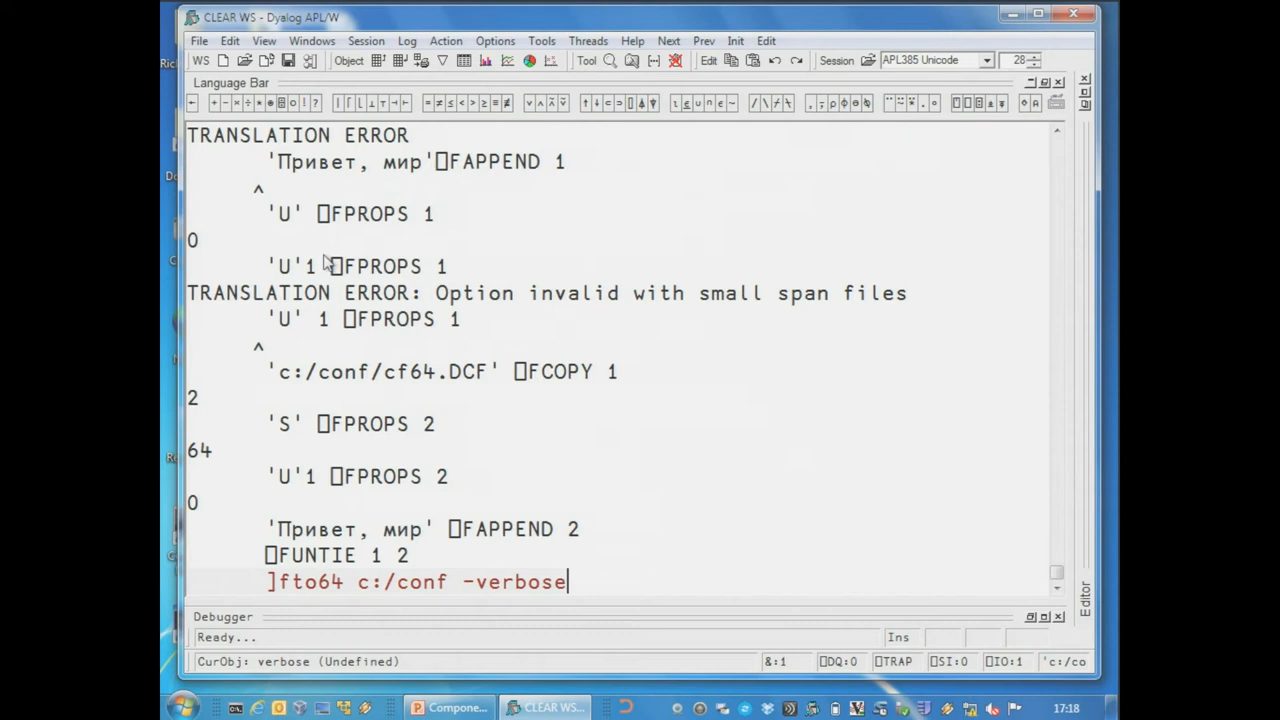 CLEAR WS - Dyalog APL/W
File Edit View Windows Session Log Action Options Tools Threads Help Next Prev Init Edit
WS Object Tool Edit Session APL385 Unicode 28
Language Bar
TRANSLATION ERROR
'Привет, мир'⎕FAPPEND 1
^
'U' ⎕FPROPS 1
0
'U'1 ⎕FPROPS 1
TRANSLATION ERROR: Option invalid with small span files
'U' 1 ⎕FPROPS 1
^
'c:/conf/cf64.DCF' ⎕FCOPY 1
2
'S' ⎕FPROPS 2
64
'U'1 ⎕FPROPS 2
0
'Привет, мир' ⎕FAPPEND 2
⎕FUNTIE 1 2
]fto64 c:/conf -verbose
Editor
Debugger
Ready... Ins
CurObj: verbose (Undefined) &:1 ⎕DQ:0 ⎕TRAP ⎕SI:0 ⎕IO:1 'c:/co
Compone... CLEAR WS... 17:18